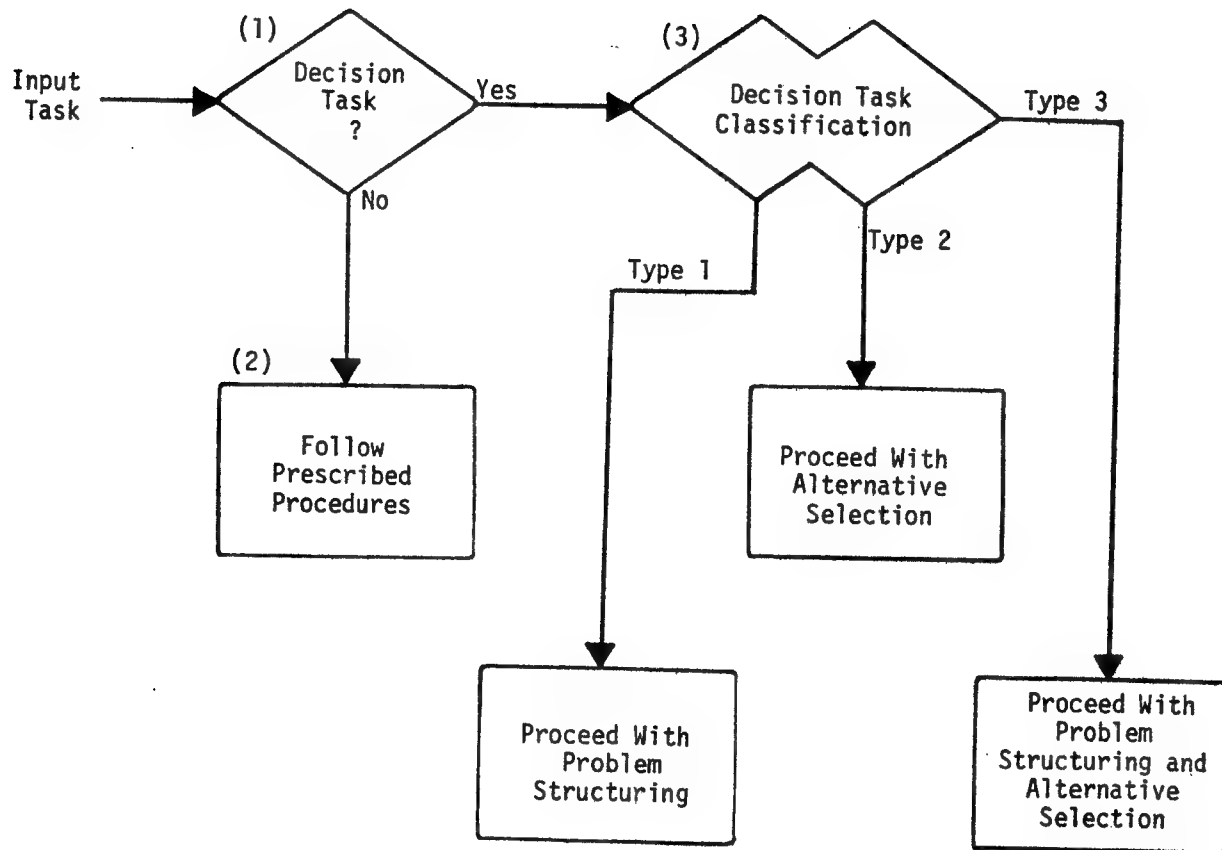 Input
Task
(1)
Decision
Task
?
Yes
No
(2)
Follow
Prescribed
Procedures
(3)
Decision Task
Classification
Type 1
Type 2
Type 3
Proceed With
Alternative
Selection
Proceed With
Problem
Structuring
Proceed With
Problem
Structuring and
Alternative
Selection